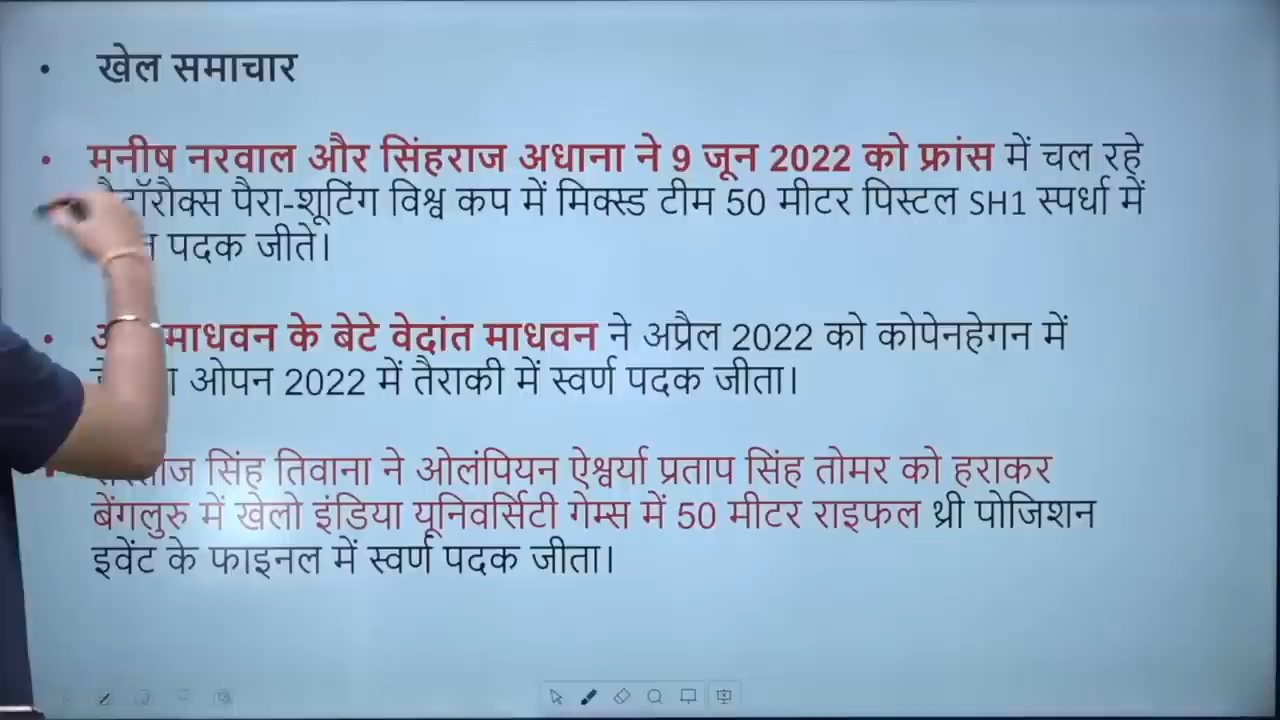 खेल समाचार
मनीष नरवाल और सिंहराज अधाना ने 9 जून 2022 को फ्रांस में चल रहे
पैरा-शूटिंग विश्व कप में मिक्स्ड टीम 50 मीटर पिस्टल SH1 स्पर्धा में
पदक जीते।
माधवन के बेटे वेदांत माधवन ने अप्रैल 2022 को कोपेनहेगन में
ओपन 2022 में तैराकी में स्वर्ण पदक जीता।
सिंह तिवाना ने ओलंपियन ऐश्वर्या प्रताप सिंह तोमर को हराकर
बेंगलुरु में खेलो इंडिया यूनिवर्सिटी गेम्स में 50 मीटर राइफल थ्री पोजिशन
इवेंट के फाइनल में स्वर्ण पदक जीता।